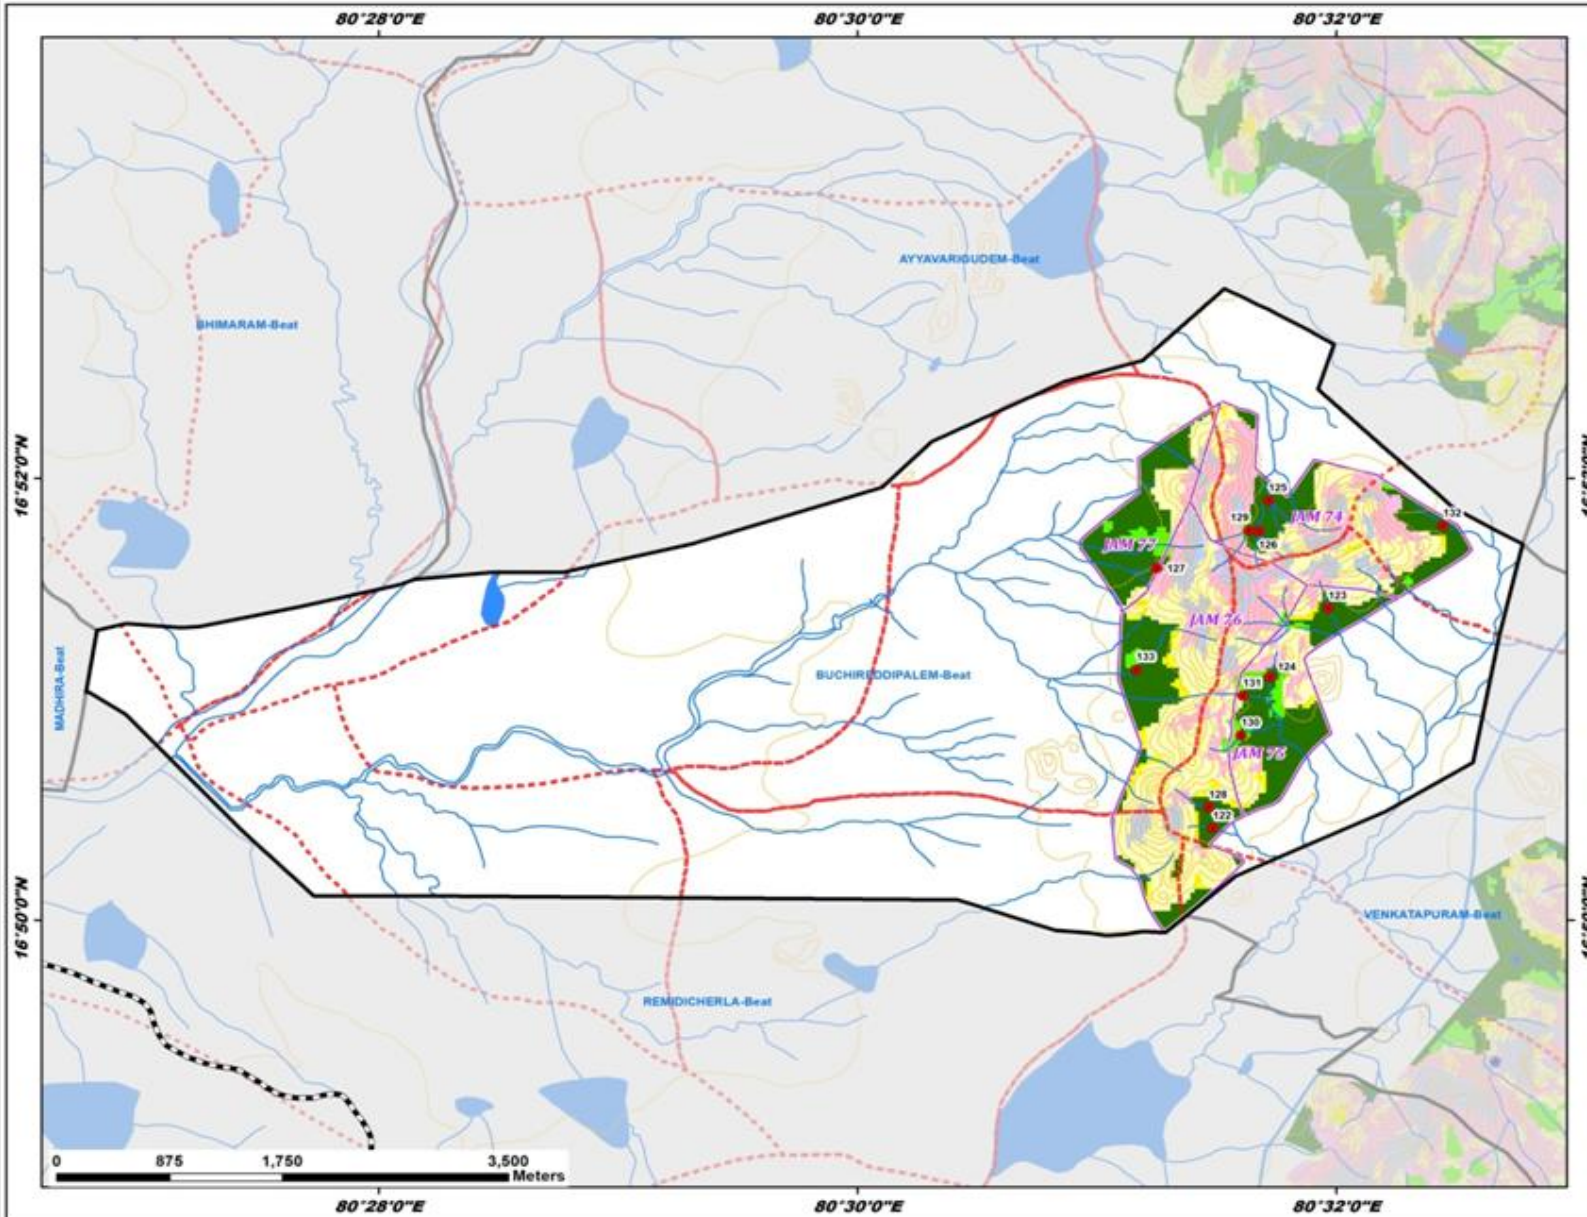 80°28'0"E 80°30'0"E 80°32'0"E
AYYAVARIGUDEM-Beat
BHIMARAM-Beat
16°52'0"N
125
129
JAM 74
132
126
JAM 77
127
123
JAM 76
133
124
MADHIRA-Beat
BUCHIREDDIPALEM-Beat
131
130
JAM 75
128
122
16°50'0"N
VENKATAPURAM-Beat
REMIDICHERLA-Beat
0 875 1,750 3,500
Meters
80°28'0"E 80°30'0"E 80°32'0"E